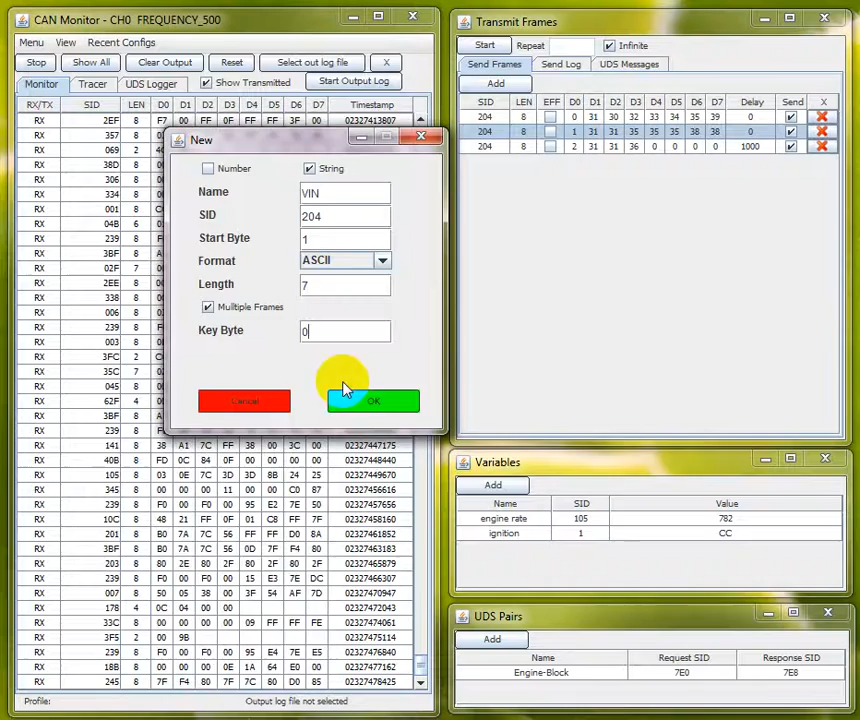 CAN Monitor - CH0 FREQUENCY_500
Menu View Recent Configs
Stop Show All Clear Output Reset Select out log file X
Monitor Tracer UDS Logger Show Transmitted Start Output Log
RX/TX SID LEN D0 D1 D2 D3 D4 D5 D6 D7 Timestamp
RX 2EF 8 F7 00 00 FF FF 3F 00 00 02327413807
RX 357 8
RX 069 2
RX 38D 8
RX 306 8
RX 334 8
RX 001 8
RX 04B 6
RX 239 8
RX 3BF 8
RX 02F 7
RX 2EE 8
RX 338 8
RX 006 8
RX 239 8
RX 003 8
RX 3FC 2
RX 35C 7
RX 045 8
RX 62F 4
RX 3BF 8
RX 239 8
RX 141 8 38 A1 7C FF 38 00 3C 00 02327447175
RX 40B 8 FD 0C 84 0F 00 00 00 00 02327448440
RX 105 8 03 0E 7C 3D 3D 8B 24 25 02327449670
RX 345 8 00 00 00 11 00 00 C0 87 02327456616
RX 239 8 F0 00 F0 00 00 95 E2 7E 50 02327457656
RX 10C 8 48 21 FF 0F 01 C8 FF 7F 02327458160
RX 201 8 B0 7A 7C 56 FF FF D0 8A 02327461852
RX 3BF 8 B0 7A 7C 56 0D 7F F4 80 02327463183
RX 203 8 80 2E 80 2F 80 2F 80 2F 02327463689
RX 239 8 F0 00 F0 00 15 E3 7E DC 02327466307
RX 007 8 50 05 38 00 3F 54 AF 7D 02327470947
RX 178 4 0C 04 00 00 02327472043
RX 33C 8 00 00 00 00 09 FF FF FE 02327474061
RX 3F5 2 00 9B 02327475114
RX 239 8 F0 00 F0 00 95 E4 7E E5 02327476840
RX 18B 8 00 00 00 0E 1A 64 E0 00 02327477162
RX 245 8 7F F4 80 7F 7C 80 D0 85 02327478425
Profile: Output log file not selected
New
Number String
Name VIN
SID 204
Start Byte 1
Format ASCII
Length 7
Multiple Frames
Key Byte 0
Cancel OK
Transmit Frames
Start Repeat Infinite
Send Frames Send Log UDS Messages
Add
SID LEN EFF D0 D1 D2 D3 D4 D5 D6 D7 Delay Send X
204 8 0 31 30 32 33 34 35 39 0
204 8 1 31 31 35 35 35 38 38 0
204 8 2 31 31 36 0 0 0 0 1000
Variables
Add
Name SID Value
engine rate 105 782
ignition 1 CC
UDS Pairs
Add
Name Request SID Response SID
Engine-Block 7E0 7E8